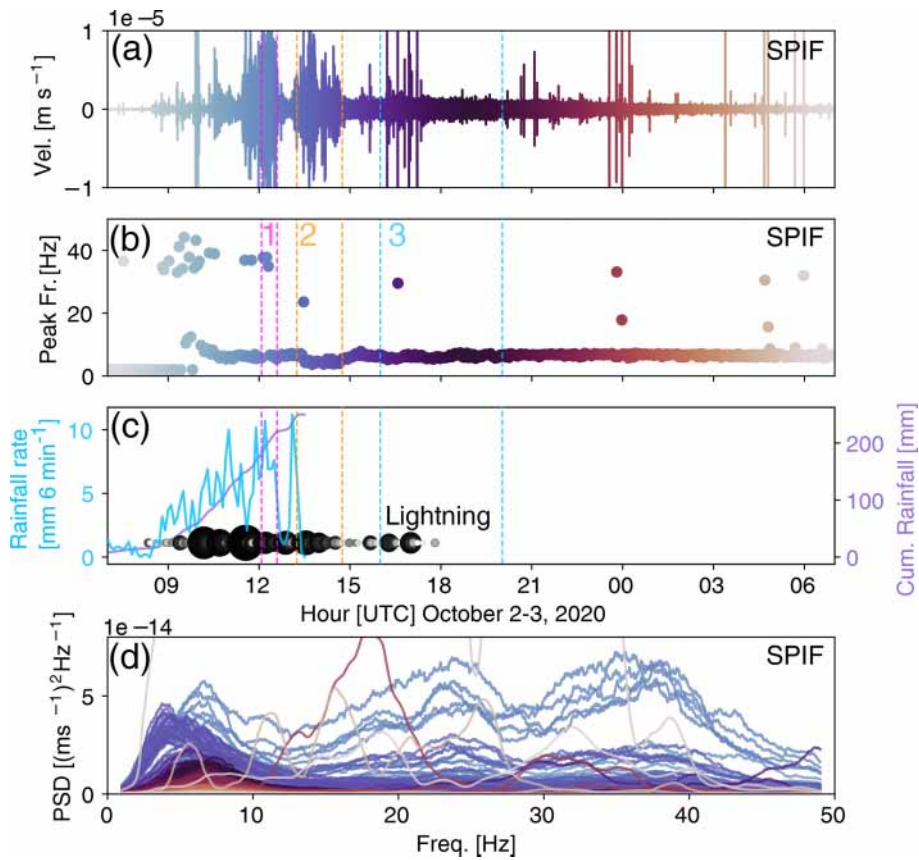 1e−5
(a)
SPIF
Vel. [m s⁻¹]
1
0
−1
(b)
1
2
3
SPIF
Peak Fr.[Hz]
40
20
0
(c)
Rainfall rate
[mm 6 min⁻¹]
10
5
0
Lightning
Cum. Rainfall [mm]
200
100
0
09 12 15 18 21 00 03 06
Hour [UTC] October 2-3, 2020
1e−14
(d)
SPIF
PSD [(ms⁻¹)²Hz⁻¹]
5
0
0 10 20 30 40 50
Freq. [Hz]